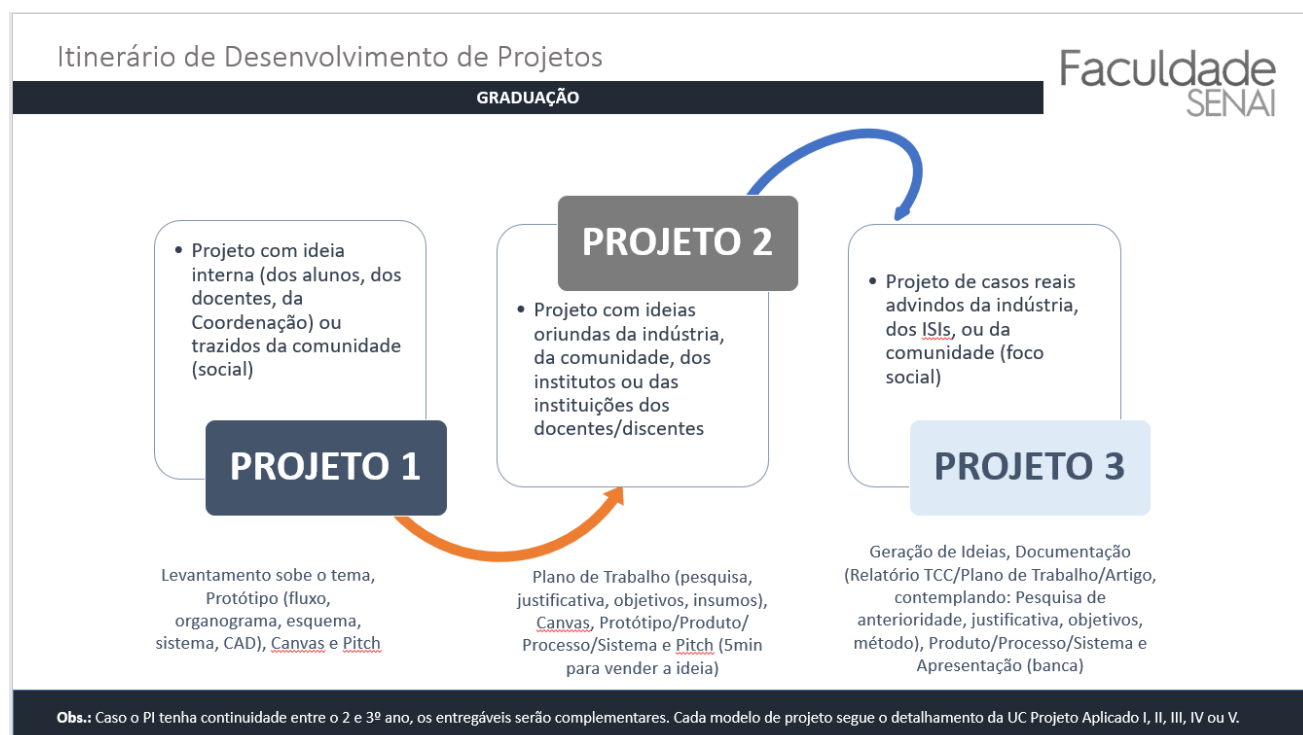 Itinerário de Desenvolvimento de Projetos
Faculdade
SENAI
GRADUAÇÃO
• Projeto com ideia
interna (dos alunos, dos
docentes, da
Coordenação) ou
trazidos da comunidade
(social)
PROJETO 1
Levantamento sobe o tema,
Protótipo (fluxo,
organograma, esquema,
sistema, CAD), Canvas e Pitch
PROJETO 2
• Projeto com ideias
oriundas da indústria,
da comunidade, dos
institutos ou das
instituições dos
docentes/discentes
Plano de Trabalho (pesquisa,
justificativa, objetivos, insumos),
Canvas, Protótipo/Produto/
Processo/Sistema e Pitch (5min
para vender a ideia)
• Projeto de casos reais
advindos da indústria,
dos ISIs, ou da
comunidade (foco
social)
PROJETO 3
Geração de Ideias, Documentação
(Relatório TCC/Plano de Trabalho/Artigo,
contemplando: Pesquisa de
anterioridade, justificativa, objetivos,
método), Produto/Processo/Sistema e
Apresentação (banca)
Obs.: Caso o PI tenha continuidade entre o 2 e 3º ano, os entregáveis serão complementares. Cada modelo de projeto segue o detalhamento da UC Projeto Aplicado I, II, III, IV ou V.